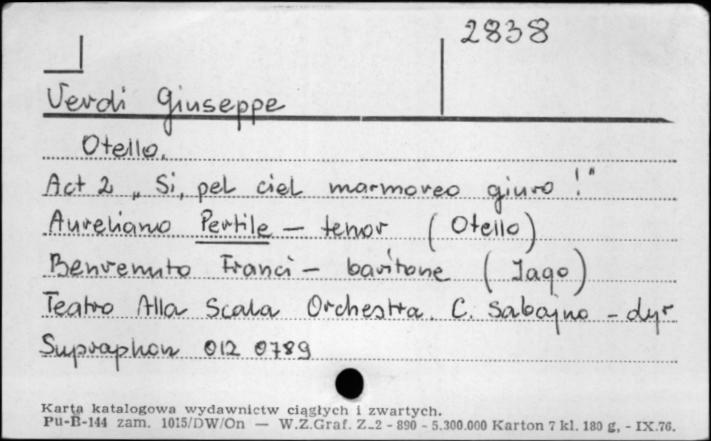 2838
Verdi Giuseppe
Otello.
Act 2 „ Si, pel ciel marmoreo giuro !"
Aureliano Pertile - tenor ( Otello )
Benvenuto Franci - baritone ( Jago )
Teatro Alla Scala Orchestra. C. Sabajno - dyr
Supraphon 012 0789
Karta katalogowa wydawnictw ciągłych i zwartych.
Pu-B-144 zam. 1015/DW/On — W.Z.Graf. Z-2 - 890 - 5.300.000 Karton 7 kl. 180 g, - IX.76.